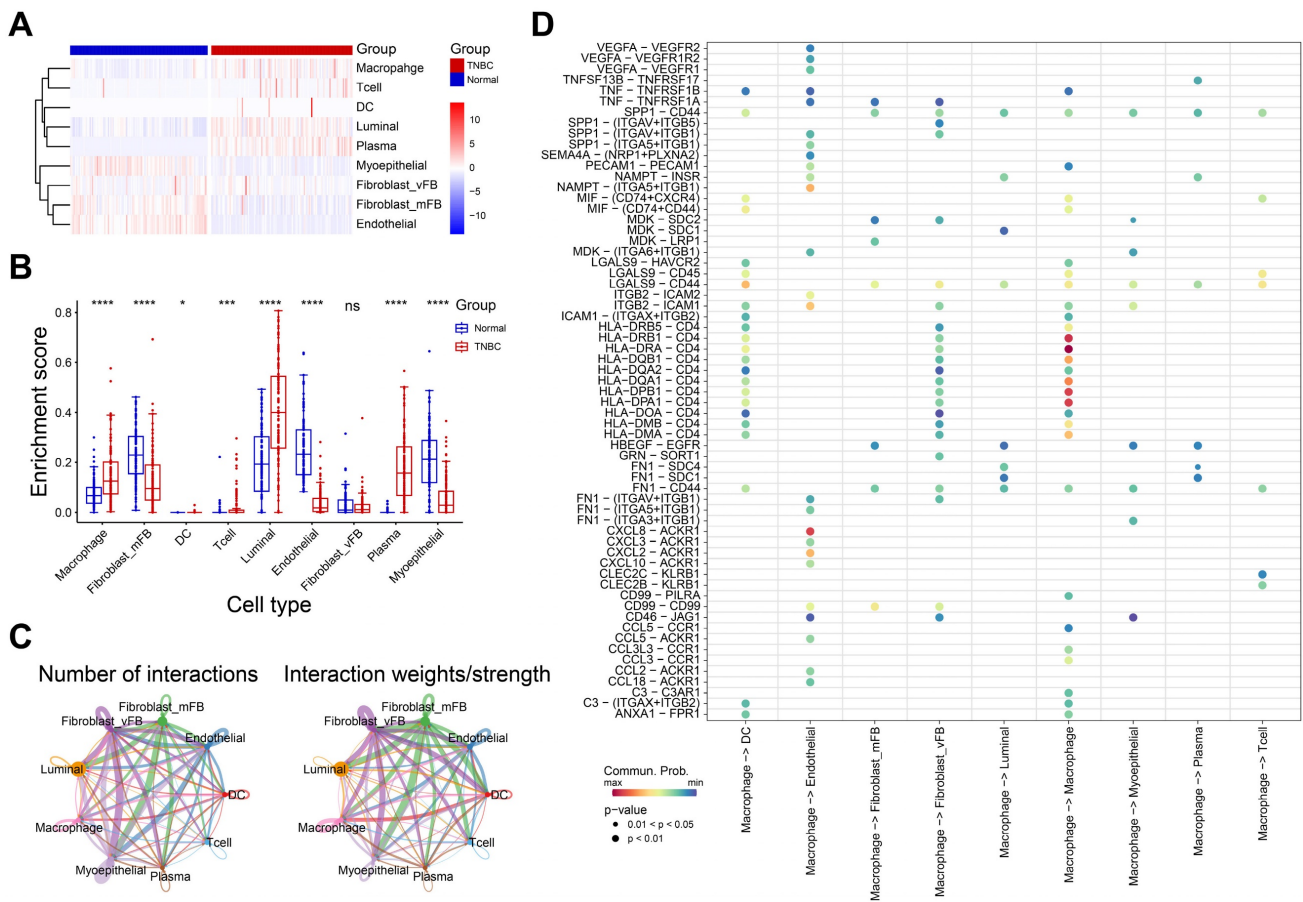 A
Group
Macropahge
Tcell
DC
Luminal
Plasma
Myoepithelial
Fibroblast_vFB
Fibroblast_mFB
Endothelial
Group
TNBC
Normal
10
5
0
−5
−10
B
**** **** * *** **** **** ns **** ****
Group
Normal
TNBC
Enrichment score
0.8
0.6
0.4
0.2
0.0
Macrophage
Fibroblast_mFB
DC
Tcell
Luminal
Endothelial
Fibroblast_vFB
Plasma
Myoepithelial
Cell type
C
Number of interactions
Fibroblast_mFB
Fibroblast_vFB
Endothelial
Luminal
DC
Macrophage
Tcell
Myoepithelial
Plasma
Interaction weights/strength
Fibroblast_mFB
Fibroblast_vFB
Endothelial
Luminal
DC
Macrophage
Tcell
Myoepithelial
Plasma
D
VEGFA − VEGFR2
VEGFA − VEGFR1R2
VEGFA − VEGFR1
TNFSF13B − TNFRSF17
TNF − TNFRSF1B
TNF − TNFRSF1A
SPP1 − CD44
SPP1 − (ITGAV+ITGB5)
SPP1 − (ITGAV+ITGB1)
SPP1 − (ITGA5+ITGB1)
SEMA4A − (NRP1+PLXNA2)
PECAM1 − PECAM1
NAMPT − INSR
NAMPT − (ITGA5+ITGB1)
MIF − (CD74+CXCR4)
MIF − (CD74+CD44)
MDK − SDC2
MDK − SDC1
MDK − LRP1
MDK − (ITGA6+ITGB1)
LGALS9 − HAVCR2
LGALS9 − CD45
LGALS9 − CD44
ITGB2 − ICAM2
ITGB2 − ICAM1
ICAM1 − (ITGAX+ITGB2)
HLA−DRB5 − CD4
HLA−DRB1 − CD4
HLA−DRA − CD4
HLA−DQB1 − CD4
HLA−DQA2 − CD4
HLA−DQA1 − CD4
HLA−DPB1 − CD4
HLA−DPA1 − CD4
HLA−DOA − CD4
HLA−DMB − CD4
HLA−DMA − CD4
HBEGF − EGFR
GRN − SORT1
FN1 − SDC4
FN1 − SDC1
FN1 − CD44
FN1 − (ITGAV+ITGB1)
FN1 − (ITGA5+ITGB1)
FN1 − (ITGA3+ITGB1)
CXCL8 − ACKR1
CXCL3 − ACKR1
CXCL2 − ACKR1
CXCL10 − ACKR1
CLEC2C − KLRB1
CLEC2B − KLRB1
CD99 − PILRA
CD99 − CD99
CD46 − JAG1
CCL5 − CCR1
CCL5 − ACKR1
CCL3L3 − CCR1
CCL3 − CCR1
CCL2 − ACKR1
CCL18 − ACKR1
C3 − C3AR1
C3 − (ITGAX+ITGB2)
ANXA1 − FPR1
Macrophage −> DC
Macrophage −> Endothelial
Macrophage −> Fibroblast_mFB
Macrophage −> Fibroblast_vFB
Macrophage −> Luminal
Macrophage −> Macrophage
Macrophage −> Myoepithelial
Macrophage −> Plasma
Macrophage −> Tcell
Commun. Prob.
max min
p−value
0.01 < p < 0.05
p < 0.01